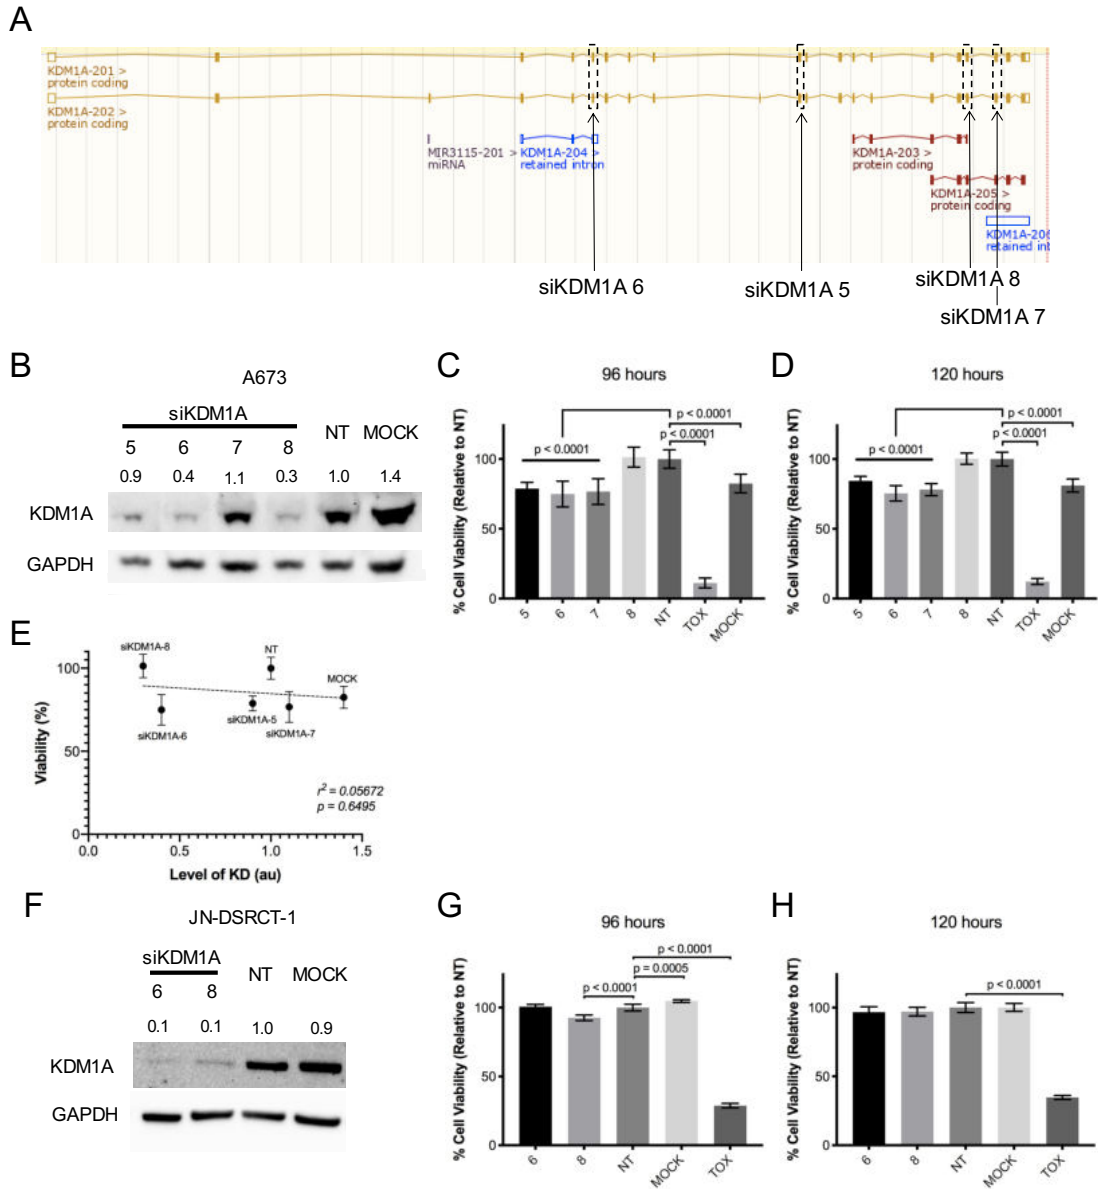 A
KDM1A-201 >
protein coding
KDM1A-202 >
protein coding
MIR3115-201 >
miRNA
KDM1A-204 >
retained intron
KDM1A-203 >
protein coding
KDM1A-205 >
protein coding
KDM1A-206
retained int
siKDM1A 6
siKDM1A 5
siKDM1A 8
siKDM1A 7
B
A673
siKDM1A
5 6 7 8 NT MOCK
0.9 0.4 1.1 0.3 1.0 1.4
KDM1A
GAPDH
C
96 hours
% Cell Viability (Relative to NT)
p < 0.0001
p < 0.0001
p < 0.0001
100
50
0
5 6 7 8 NT TOX MOCK
D
120 hours
% Cell Viability (Relative to NT)
p < 0.0001
p < 0.0001
p < 0.0001
100
50
0
5 6 7 8 NT TOX MOCK
E
Viability (%)
100
50
0
siKDM1A-8
NT
MOCK
siKDM1A-5
siKDM1A-6
siKDM1A-7
r² = 0.05672
p = 0.6495
0.0 0.5 1.0 1.5
Level of KD (au)
F
JN-DSRCT-1
siKDM1A
6 8 NT MOCK
0.1 0.1 1.0 0.9
KDM1A
GAPDH
G
96 hours
% Cell Viability (Relative to NT)
p < 0.0001
p = 0.0005
p < 0.0001
100
50
0
6 8 NT MOCK TOX
H
120 hours
% Cell Viability (Relative to NT)
p < 0.0001
100
50
0
6 8 NT MOCK TOX